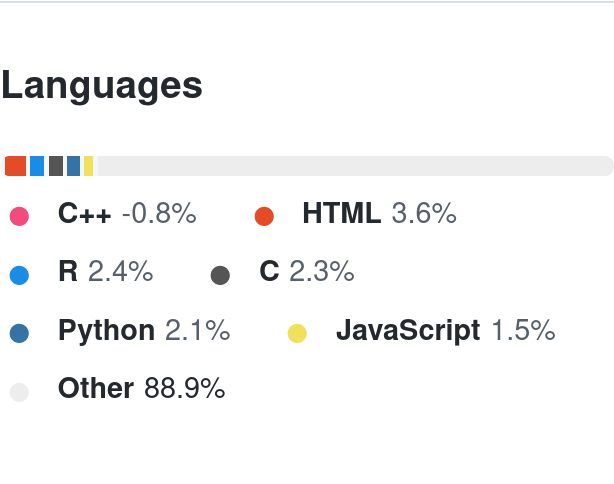 Languages
C++ -0.8% HTML 3.6%
R 2.4% C 2.3%
Python 2.1% JavaScript 1.5%
Other 88.9%